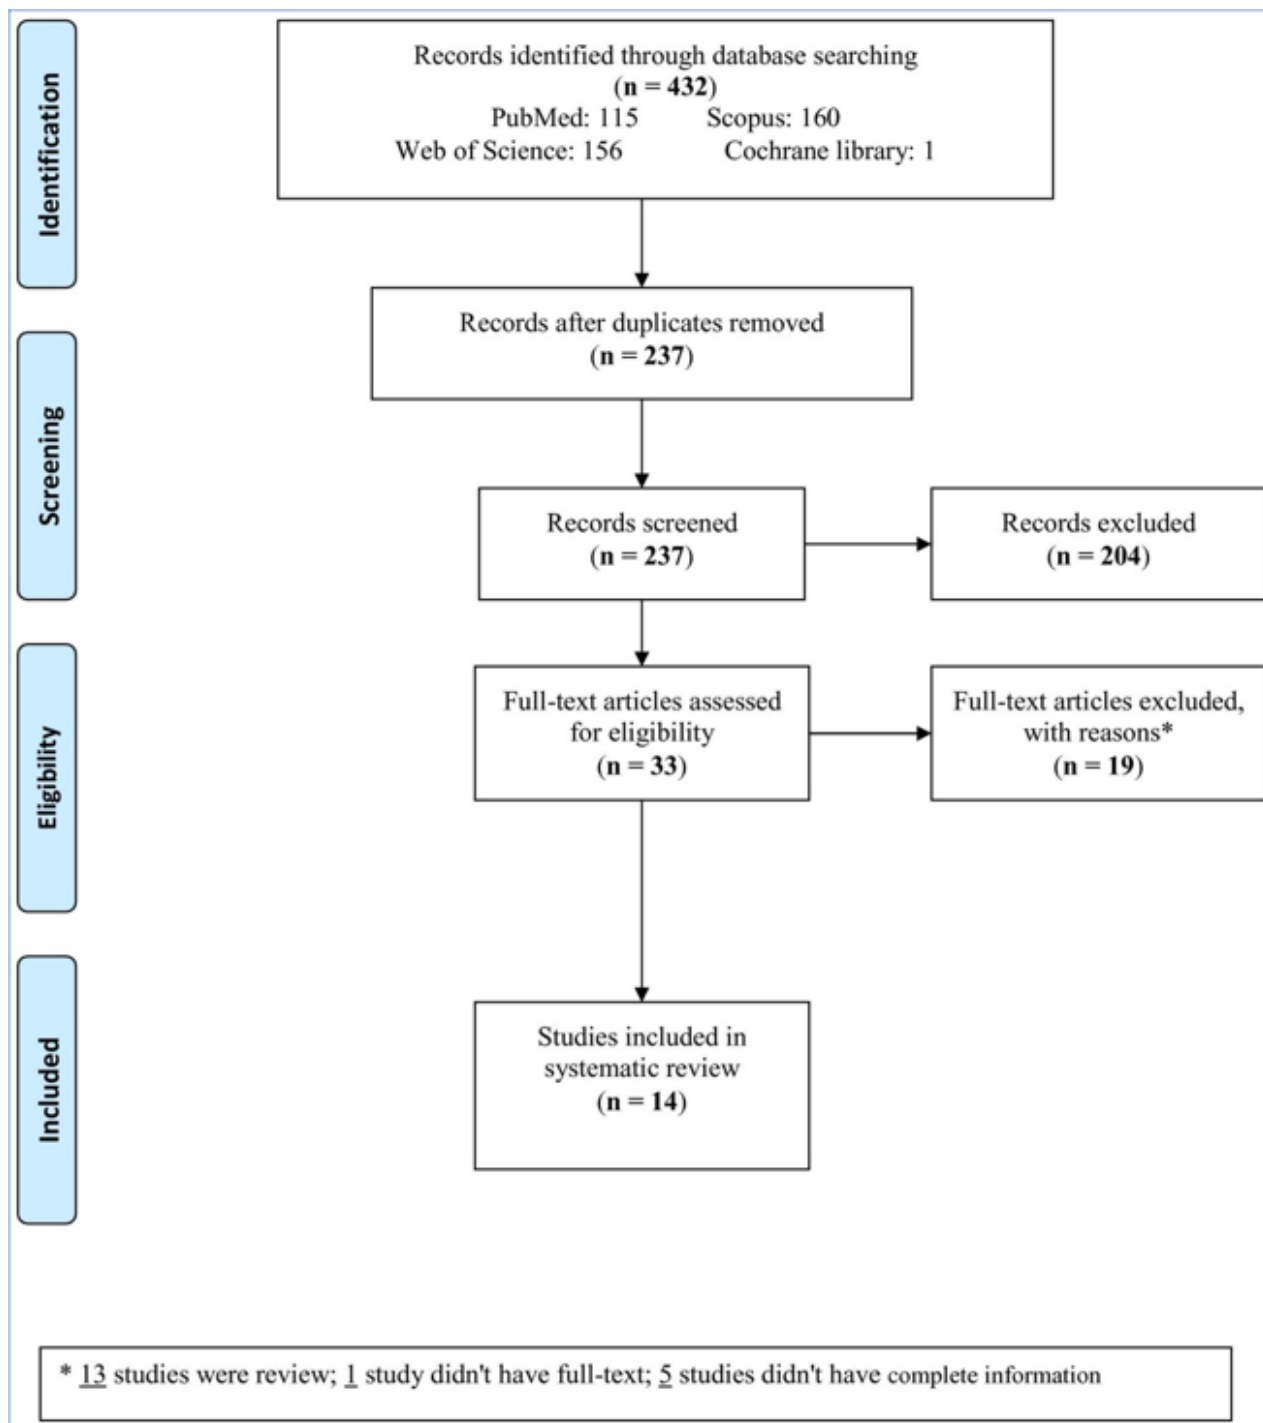 Identification
Records identified through database searching
(n = 432)
PubMed: 115 Scopus: 160
Web of Science: 156 Cochrane library: 1
Records after duplicates removed
(n = 237)
Screening
Records screened
(n = 237)
Records excluded
(n = 204)
Eligibility
Full-text articles assessed
for eligibility
(n = 33)
Full-text articles excluded,
with reasons*
(n = 19)
Included
Studies included in
systematic review
(n = 14)
* 13 studies were review; 1 study didn't have full-text; 5 studies didn't have complete information